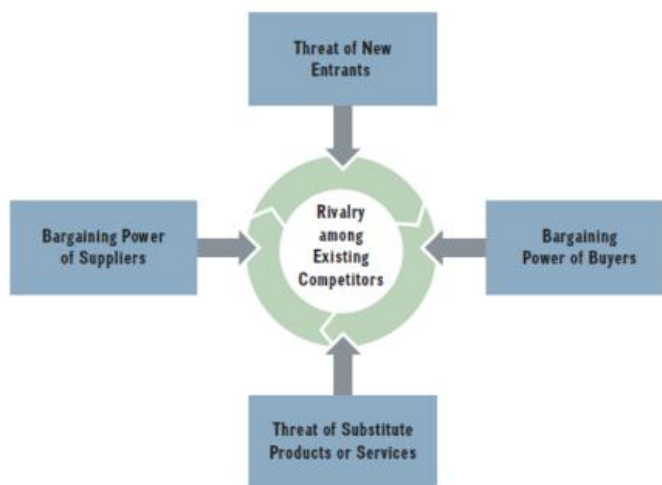 Threat of New
Entrants
Bargaining Power
of Suppliers
Rivalry
among
Existing
Competitors
Bargaining
Power of Buyers
Threat of Substitute
Products or Services